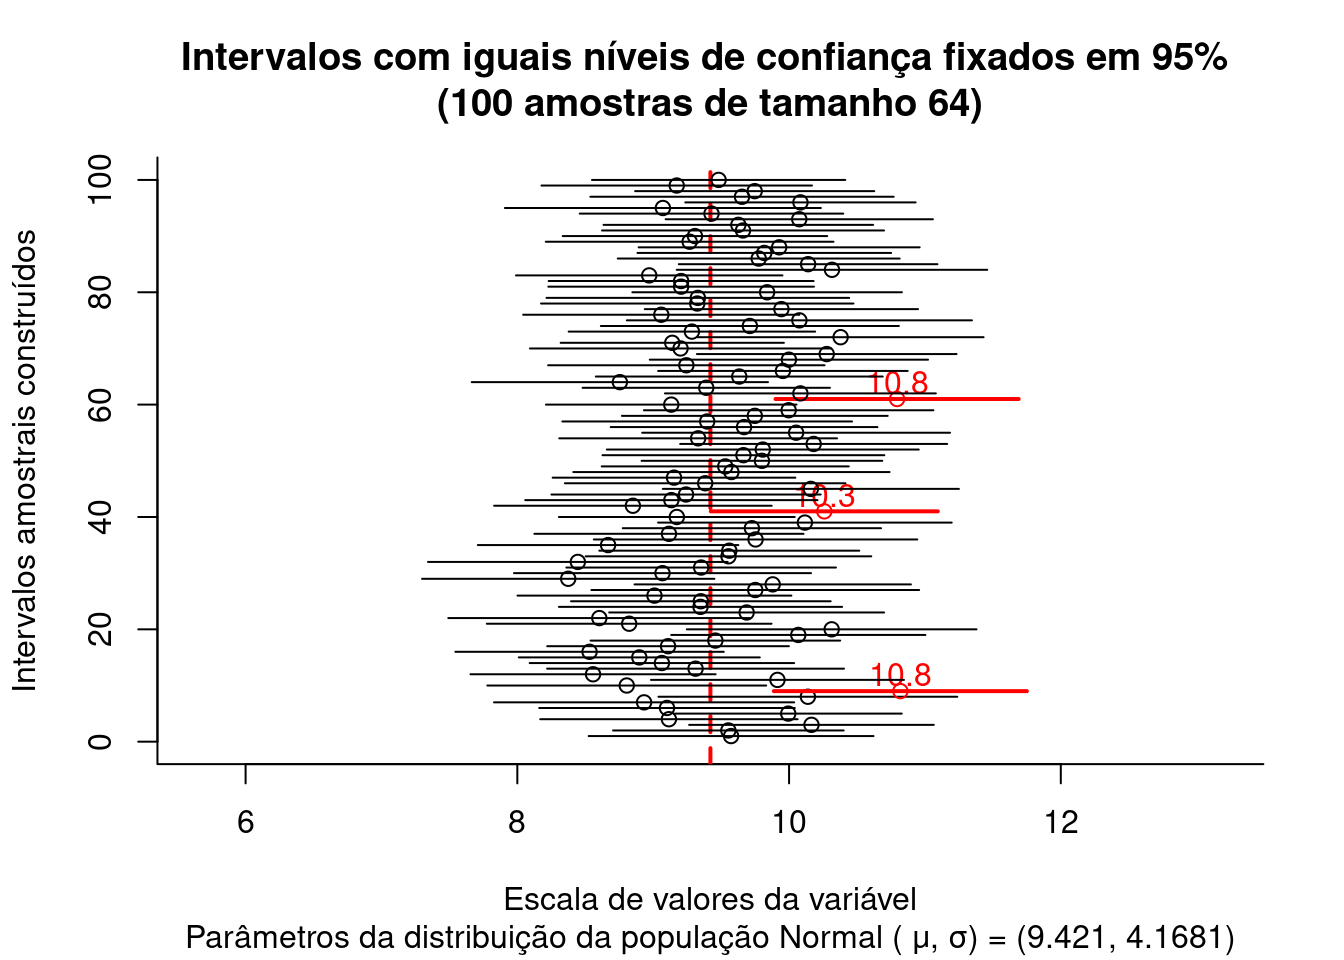 Intervalos com iguais níveis de confiança fixados em 95%
(100 amostras de tamanho 64)
Intervalos amostrais construídos
100
80
60
40
20
0
10.8
10.3
10.8
6
8
10
12
Escala de valores da variável
Parâmetros da distribuição da população Normal ( μ, σ) = (9.421, 4.1681)